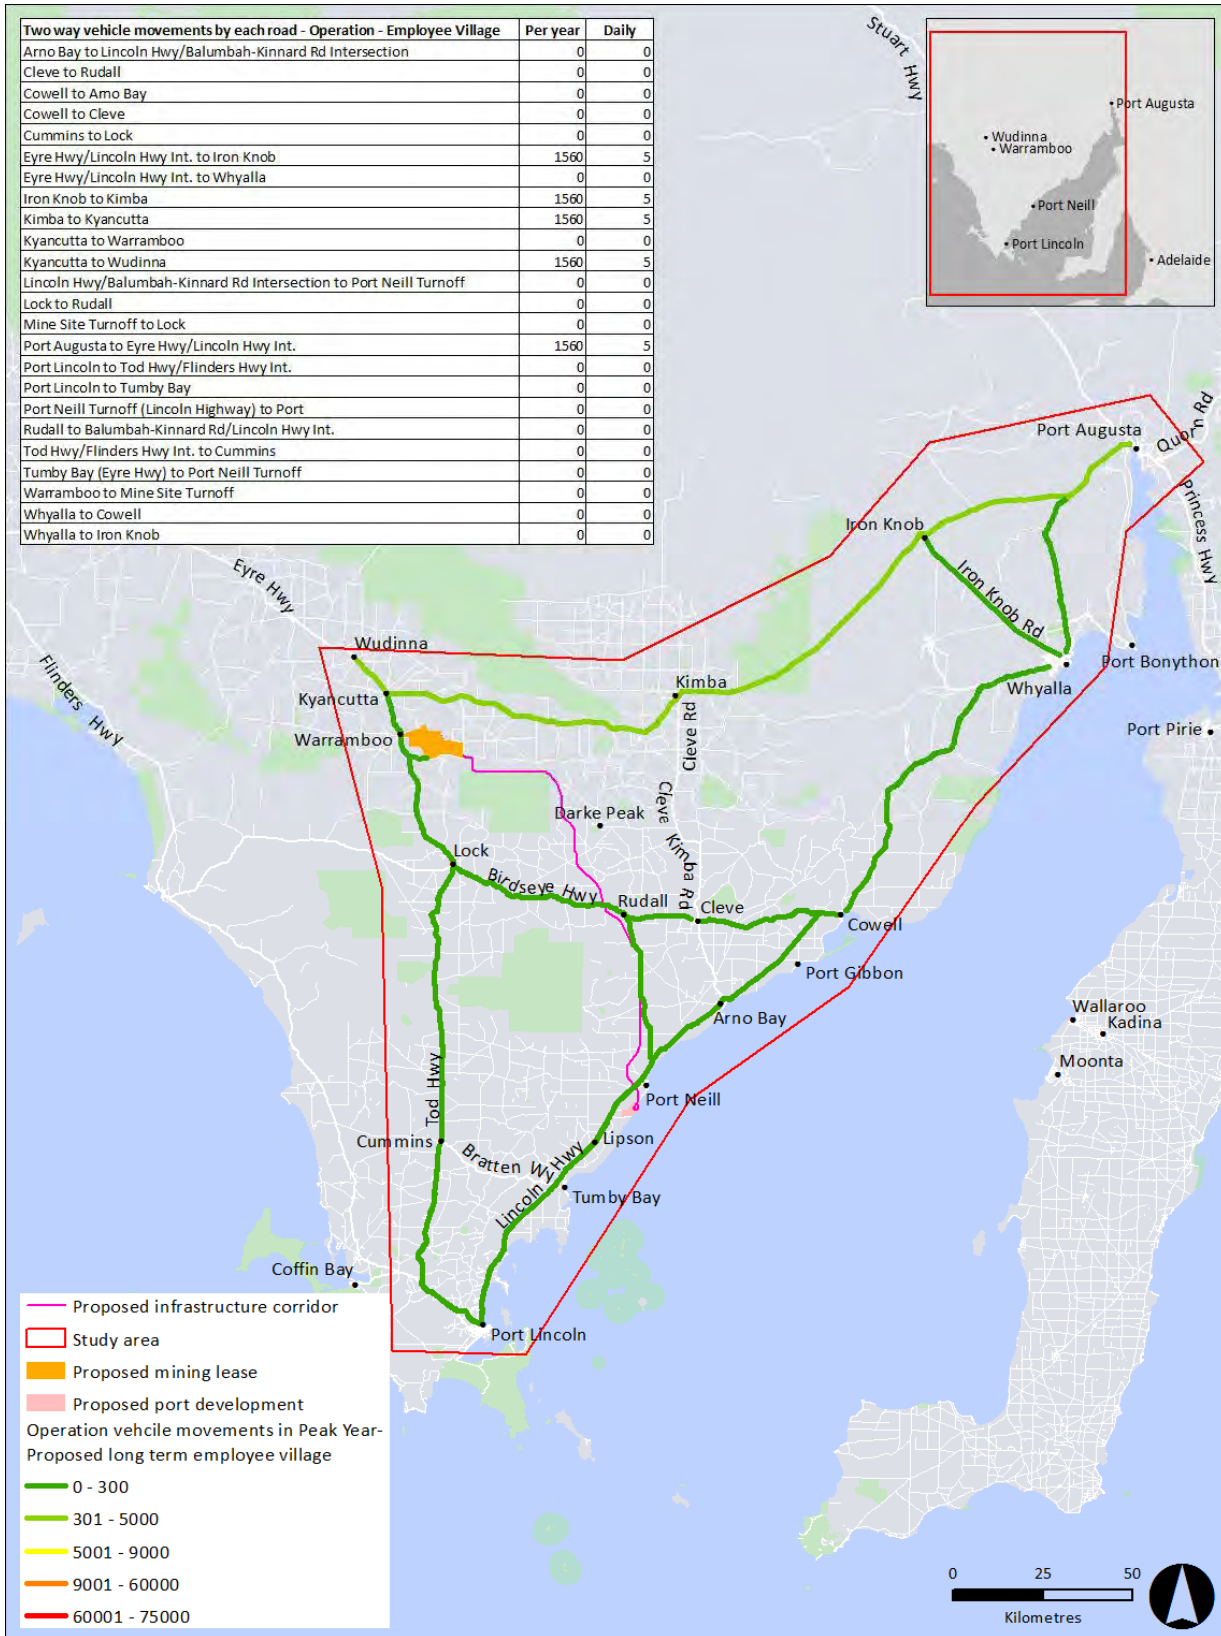 Two way vehicle movements by each road - Operation - Employee Village Per year Daily
Arno Bay to Lincoln Hwy/Balumbah-Kinnard Rd Intersection 0 0
Cleve to Rudall 0 0
Cowell to Arno Bay 0 0
Cowell to Cleve 0 0
Cummins to Lock 0 0
Eyre Hwy/Lincoln Hwy Int. to Iron Knob 1560 5
Eyre Hwy/Lincoln Hwy Int. to Whyalla 0 0
Iron Knob to Kimba 1560 5
Kimba to Kyancutta 1560 5
Kyancutta to Warramboo 0 0
Kyancutta to Wudinna 1560 5
Lincoln Hwy/Balumbah-Kinnard Rd Intersection to Port Neill Turnoff 0 0
Lock to Rudall 0 0
Mine Site Turnoff to Lock 0 0
Port Augusta to Eyre Hwy/Lincoln Hwy Int. 1560 5
Port Lincoln to Tod Hwy/Flinders Hwy Int. 0 0
Port Lincoln to Tumby Bay 0 0
Port Neill Turnoff (Lincoln Highway) to Port 0 0
Rudall to Balumbah-Kinnard Rd/Lincoln Hwy Int. 0 0
Tod Hwy/Flinders Hwy Int. to Cummins 0 0
Tumby Bay (Eyre Hwy) to Port Neill Turnoff 0 0
Warramboo to Mine Site Turnoff 0 0
Whyalla to Cowell 0 0
Whyalla to Iron Knob 0 0
Stuart Hwy
Port Augusta
Wudinna
Warramboo
Port Neill
Port Lincoln
Adelaide
Port Augusta
Quorn Rd
Princess Hwy
Iron Knob
Iron Knob Rd
Eyre Hwy
Wudinna
Flinders Hwy
Kyancutta
Kimba
Whyalla
Port Bonython
Port Pirie
Warramboo
Cleve Rd
Cleve Kimba Rd
Darke Peak
Lock
Birdseye Hwy
Rudall
Cleve
Cowell
Port Gibbon
Arno Bay
Wallaroo
Kadina
Moonta
Tod Hwy
Port Neill
Cummins
Bratten W
Lipson
Lincoln Hwy
Tumby Bay
Coffin Bay
Port Lincoln
Proposed infrastructure corridor
Study area
Proposed mining lease
Proposed port development
Operation vehcile movements in Peak Year-
Proposed long term employee village
0 - 300
301 - 5000
5001 - 9000
9001 - 60000
60001 - 75000
0 25 50
Kilometres